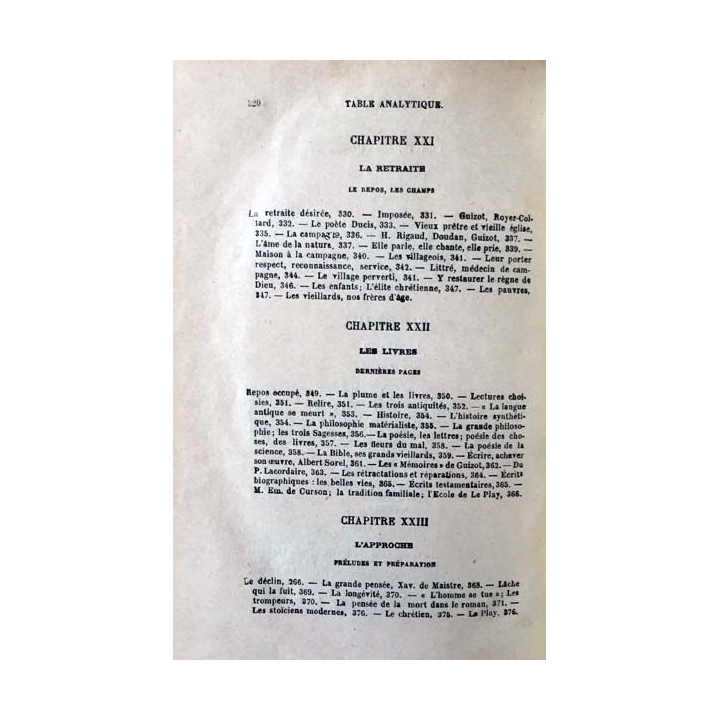 520 TABLE ANALYTIQUE.
CHAPITRE XXI
LA RETRAITE
LE REPOS, LES CHAMPS
La retraite désirée, 330. — Imposée, 331. — Guizot, Royer-Col-
lard, 332. — Le poète Ducis, 333. — Vieux prêtre et vieille église,
335. — La campagne, 336. — H. Rigaud, Doudan, Guizot, 337. —
L'âme de la nature, 337. — Elle parle, elle chante, elle prie, 339. —
Maison à la campagne, 340. — Les villageois, 341. — Leur porter
respect, reconnaissance, service, 342. — Littré, médecin de cam-
pagne, 344. — Le village perverti, 341. — Y restaurer le règne de
Dieu, 346. — Les enfants; L'élite chrétienne, 347. — Les pauvres,
347. — Les vieillards, nos frères d'âge.
CHAPITRE XXII
LES LIVRES
DERNIÈRES PAGES
Repos occupé, 349. — La plume et les livres, 350. — Lectures choi-
sies, 351. — Relire, 351. — Les trois antiquités, 352. — « La langue
antique se meurt », 353. — Histoire, 354. — L'histoire synthéti-
que, 354. — La philosophie matérialiste, 355. — La grande philoso-
phie; les trois Sagesses, 356. — La poésie, les lettres; poésie des cho-
ses, des livres, 357. — Les fleurs du mal, 358. — La poésie de la
science, 358. — La Bible, ses grands vieillards, 359. — Écrire, achever
son œuvre, Albert Sorel, 361. — Les « Mémoires » de Guizot, 362. — Du
P. Lacordaire, 363. — Les rétractations et réparations, 364. — Écrits
biographiques : les belles vies, 365. — Écrits testamentaires, 365. —
M. Em. de Curson; la tradition familiale; l'Ecole de Le Play, 366.
CHAPITRE XXIII
L'APPROCHE
PRÉLUDES ET PRÉPARATION
Le déclin, 266. — La grande pensée, Xav. de Maistre, 368. — Lâche
qui la fuit, 369. — La longévité, 370. — « L'homme se tue »; Les
trompeurs, 370. — La pensée de la mort dans le roman, 371. —
Les stoïciens modernes, 376. — Le chrétien, 375. — Le Play, 376.